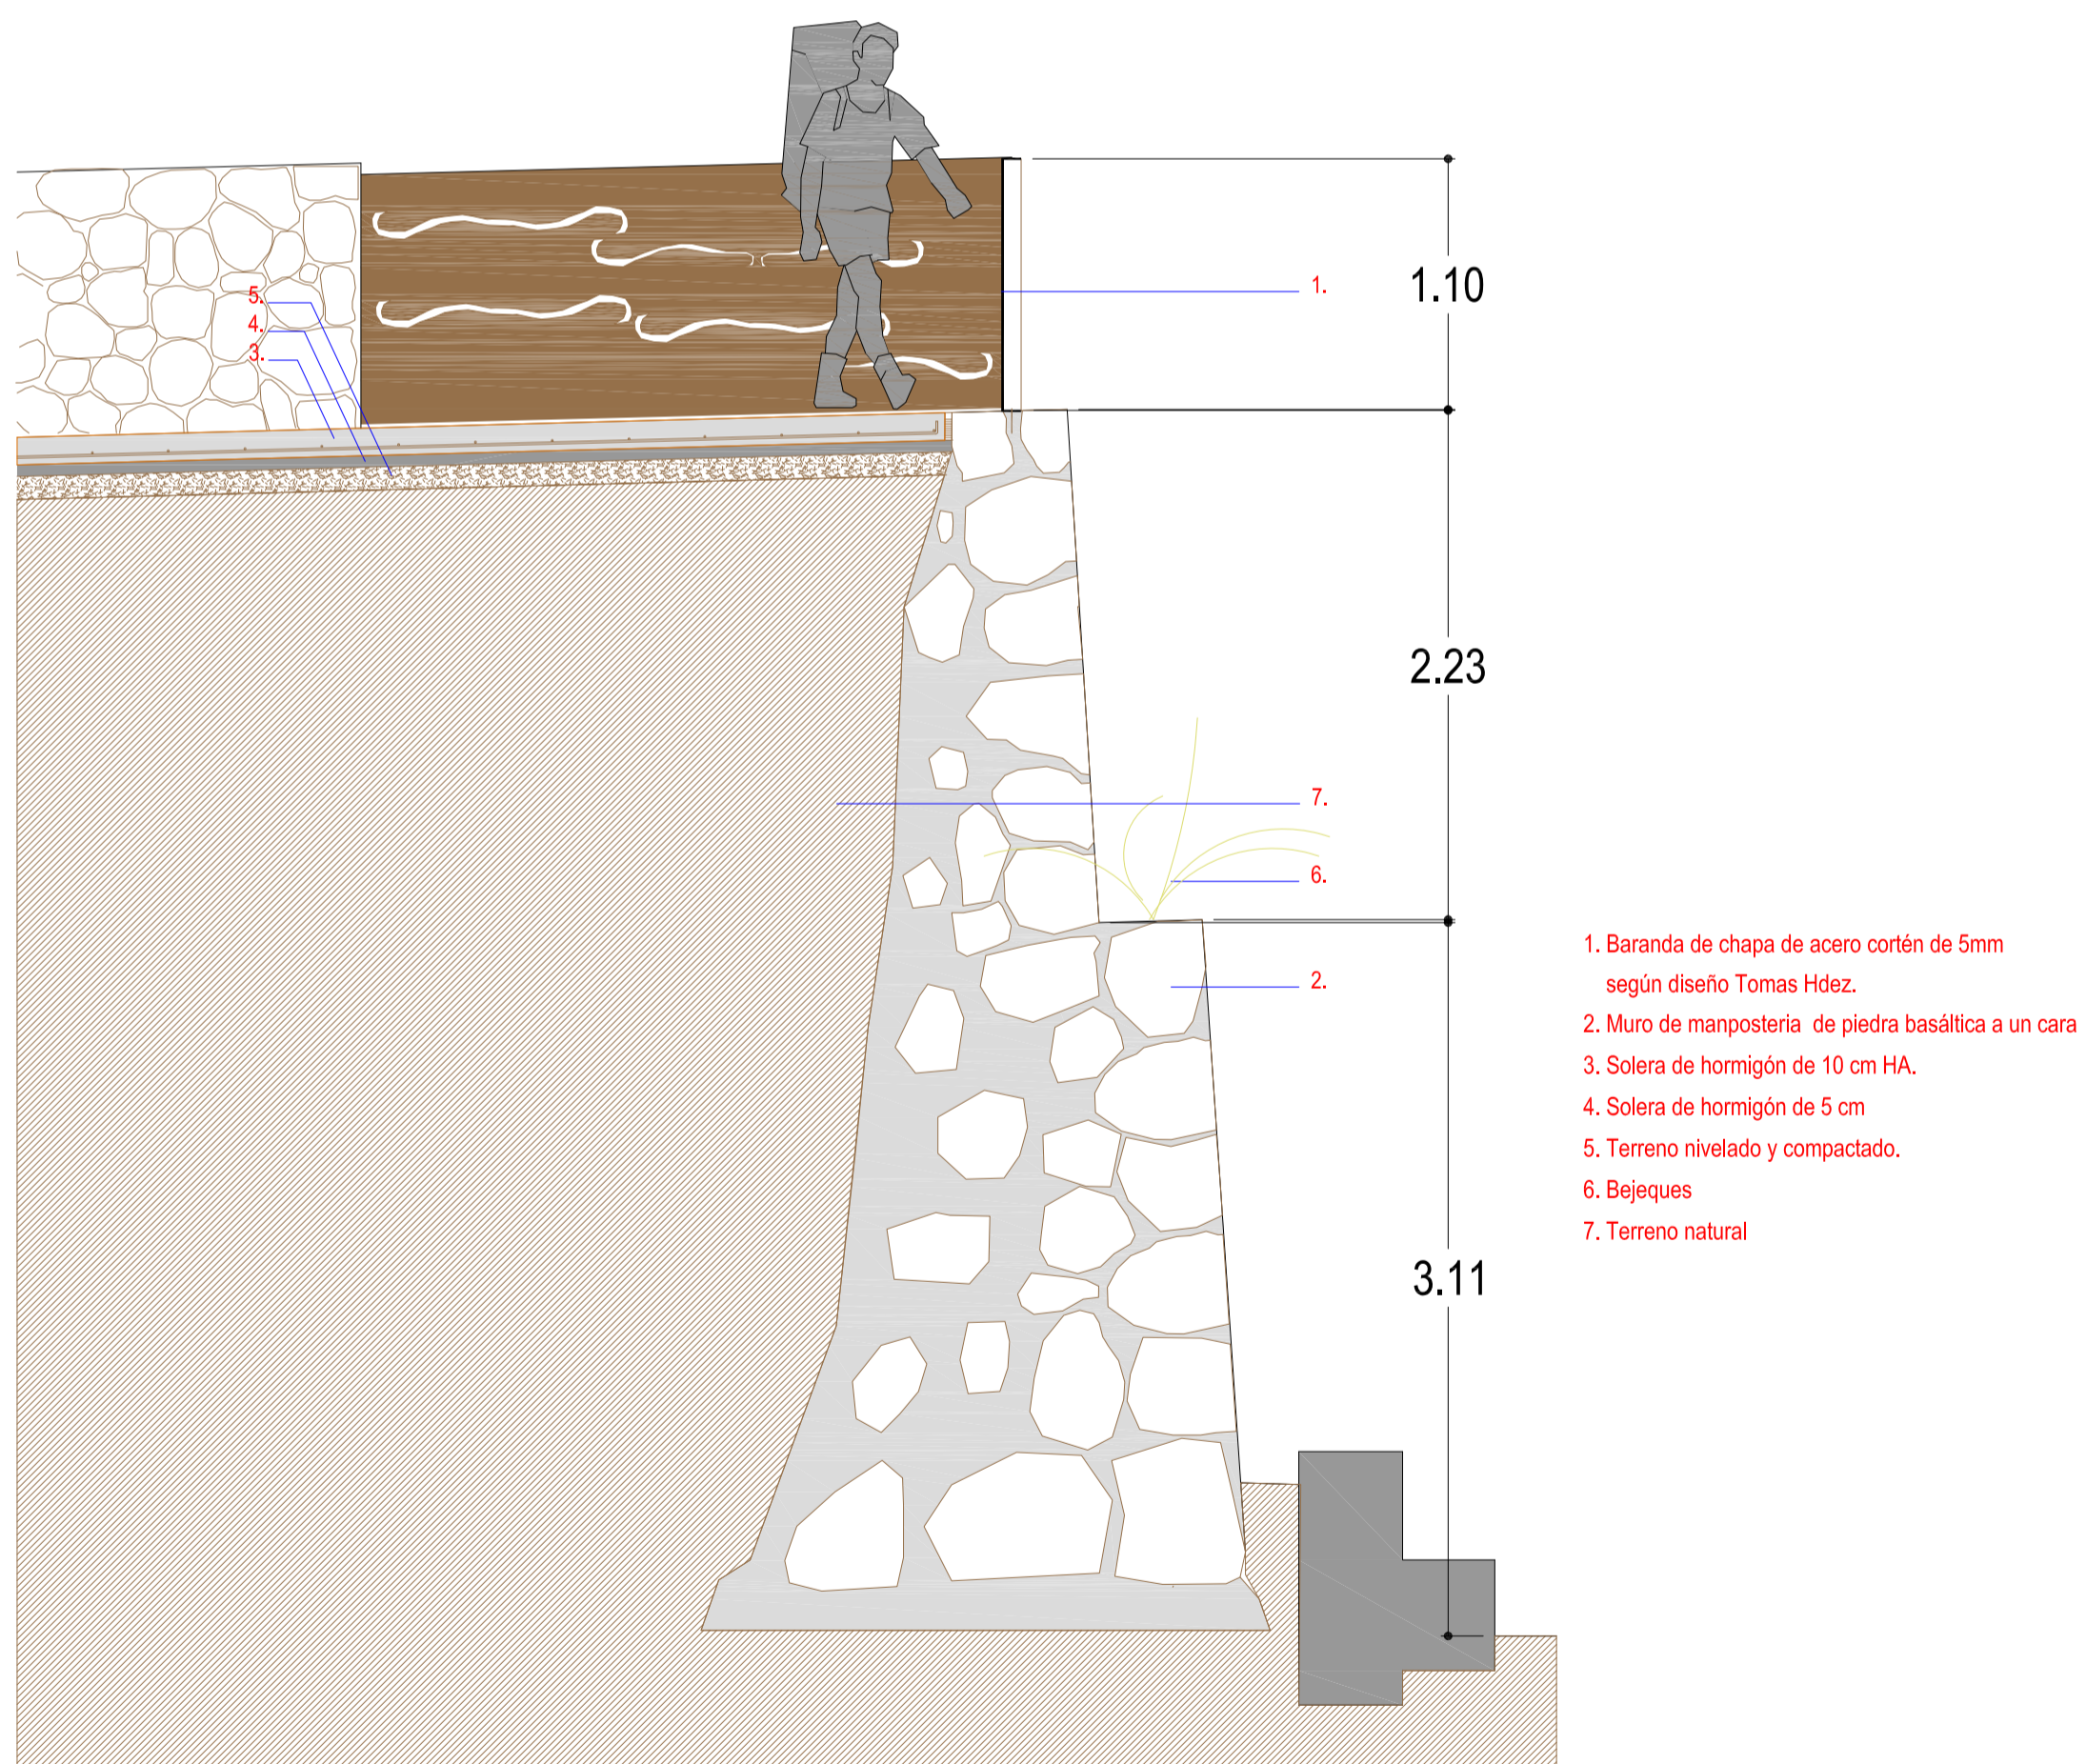 5.
4.
3.
1.
1.10
2.23
7.
6.
2.
3.11
1. Baranda de chapa de acero cortén de 5mm
según diseño Tomas Hdez.
2. Muro de manposteria de piedra basáltica a un cara
3. Solera de hormigón de 10 cm HA.
4. Solera de hormigón de 5 cm
5. Terreno nivelado y compactado.
6. Bejeques
7. Terreno natural